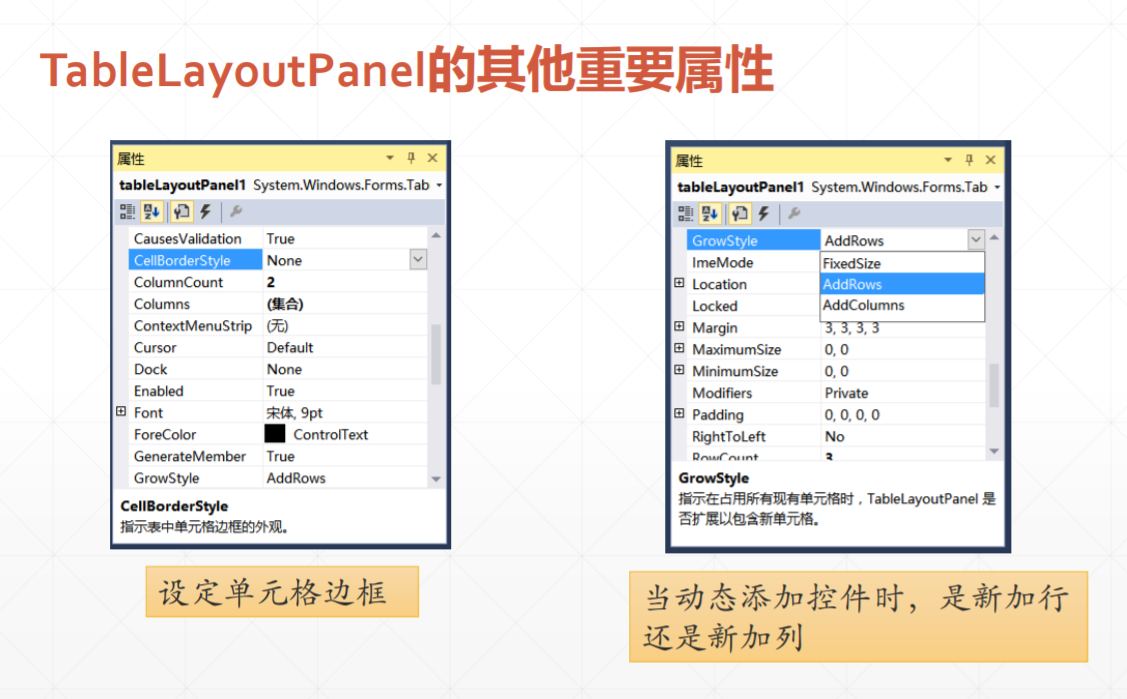 TableLayoutPanel的其他重要属性
属性
tableLayoutPanel1 System.Windows.Forms.Tab
CausesValidation True
CellBorderStyle None
ColumnCount 2
Columns (集合)
ContextMenuStrip (无)
Cursor Default
Dock None
Enabled True
Font 宋体, 9pt
ForeColor ControlText
GenerateMember True
GrowStyle AddRows
CellBorderStyle
指示表中单元格边框的外观。
设定单元格边框
属性
tableLayoutPanel1 System.Windows.Forms.Tab
GrowStyle AddRows
ImeMode FixedSize
Location AddRows
Locked AddColumns
Margin 3, 3, 3, 3
MaximumSize 0, 0
MinimumSize 0, 0
Modifiers Private
Padding 0, 0, 0, 0
RightToLeft No
RowCount 3
GrowStyle
指示在占用所有现有单元格时，TableLayoutPanel 是
否扩展以包含新单元格。
当动态添加控件时，是新加行
还是新加列